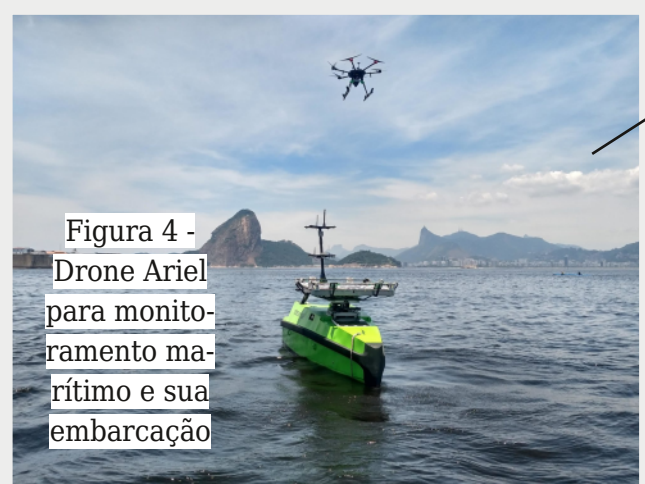 Figura 4 -
Drone Ariel
para monito-
ramento ma-
rítimo e sua
embarcação